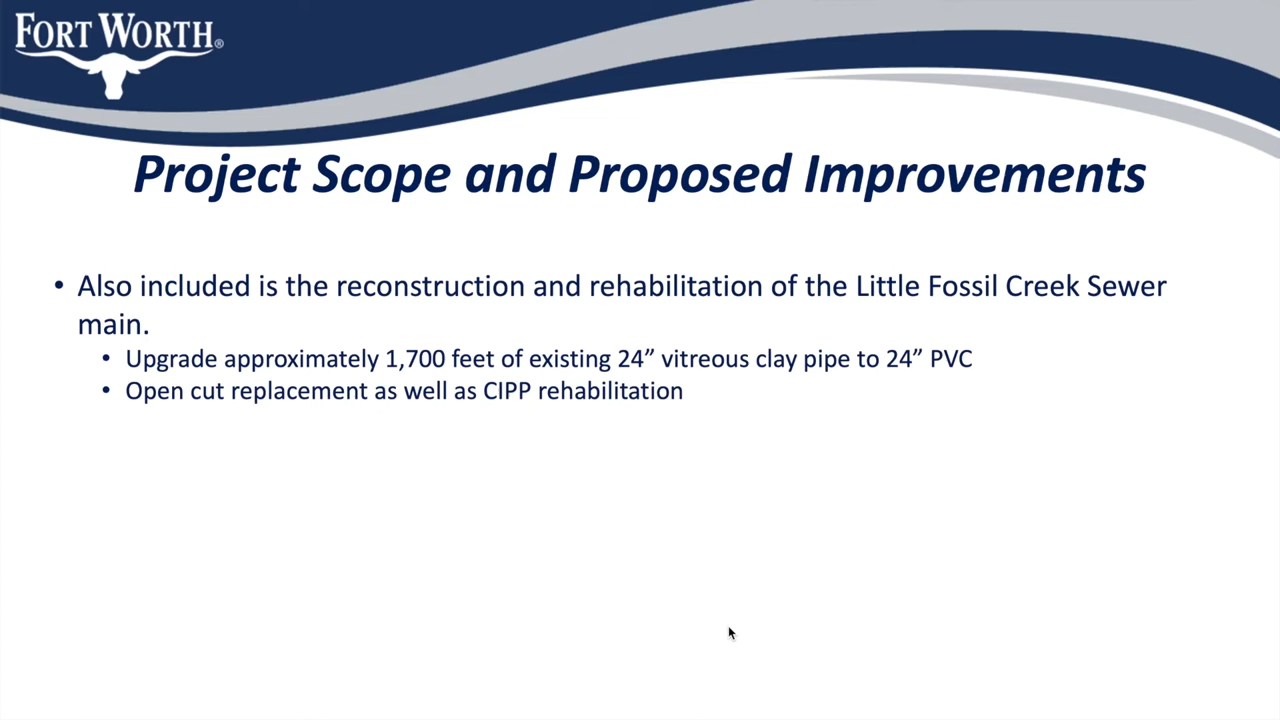 FORT WORTH®
Project Scope and Proposed Improvements
• Also included is the reconstruction and rehabilitation of the Little Fossil Creek Sewer
main.
• Upgrade approximately 1,700 feet of existing 24” vitreous clay pipe to 24” PVC
• Open cut replacement as well as CIPP rehabilitation